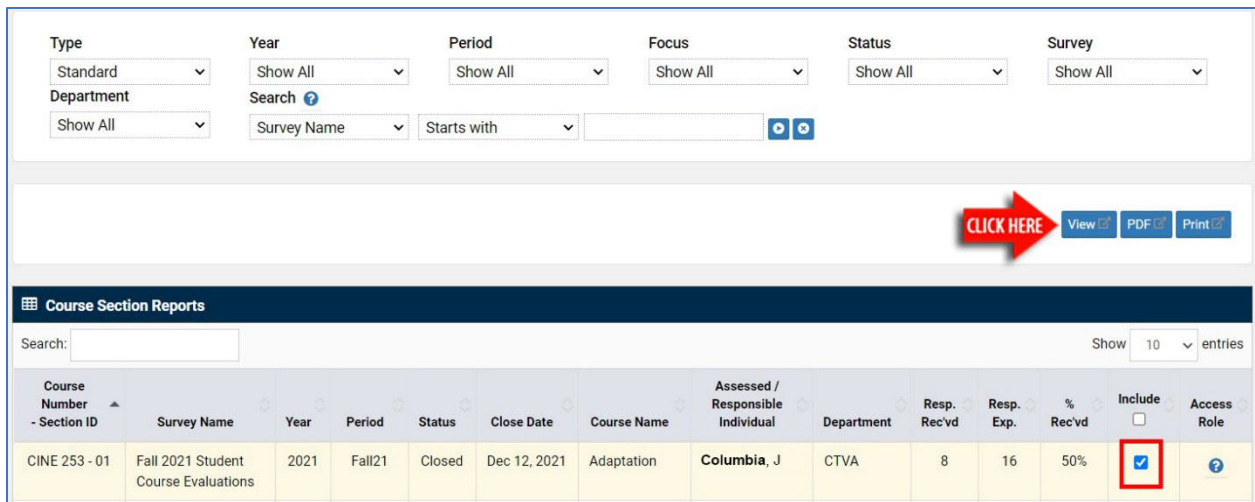 Type Year Period Focus Status Survey
Standard Show All Show All Show All Show All Show All
Department Search
Show All Survey Name Starts with
CLICK HERE View PDF Print
Course Section Reports
Search: Show 10 entries
Course Number - Section ID Survey Name Year Period Status Close Date Course Name Assessed / Responsible Individual Department Resp. Rec'vd Resp. Exp. % Rec'vd Include Access Role
CINE 253 - 01 Fall 2021 Student Course Evaluations 2021 Fall21 Closed Dec 12, 2021 Adaptation Columbia, J CTVA 8 16 50%